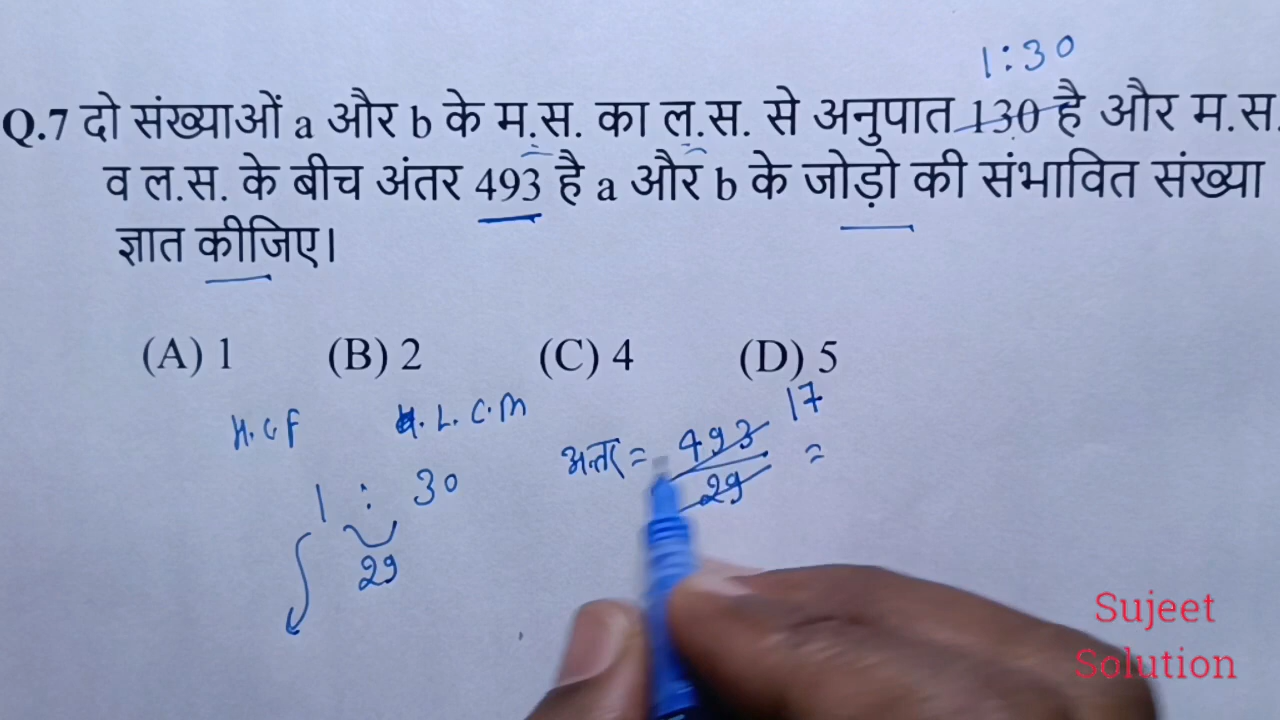 1:30
Q.7 दो संख्याओं a और b के म.स. का ल.स. से अनुपात 130 है और म.स.
व ल.स. के बीच अंतर 493 है a और b के जोड़ो की संभावित संख्या
ज्ञात कीजिए।
(A) 1 (B) 2 (C) 4 (D) 5
H.C.F L.C.M अन्तर = 493/29 = 17
1 : 30
29
Sujeet
Solution